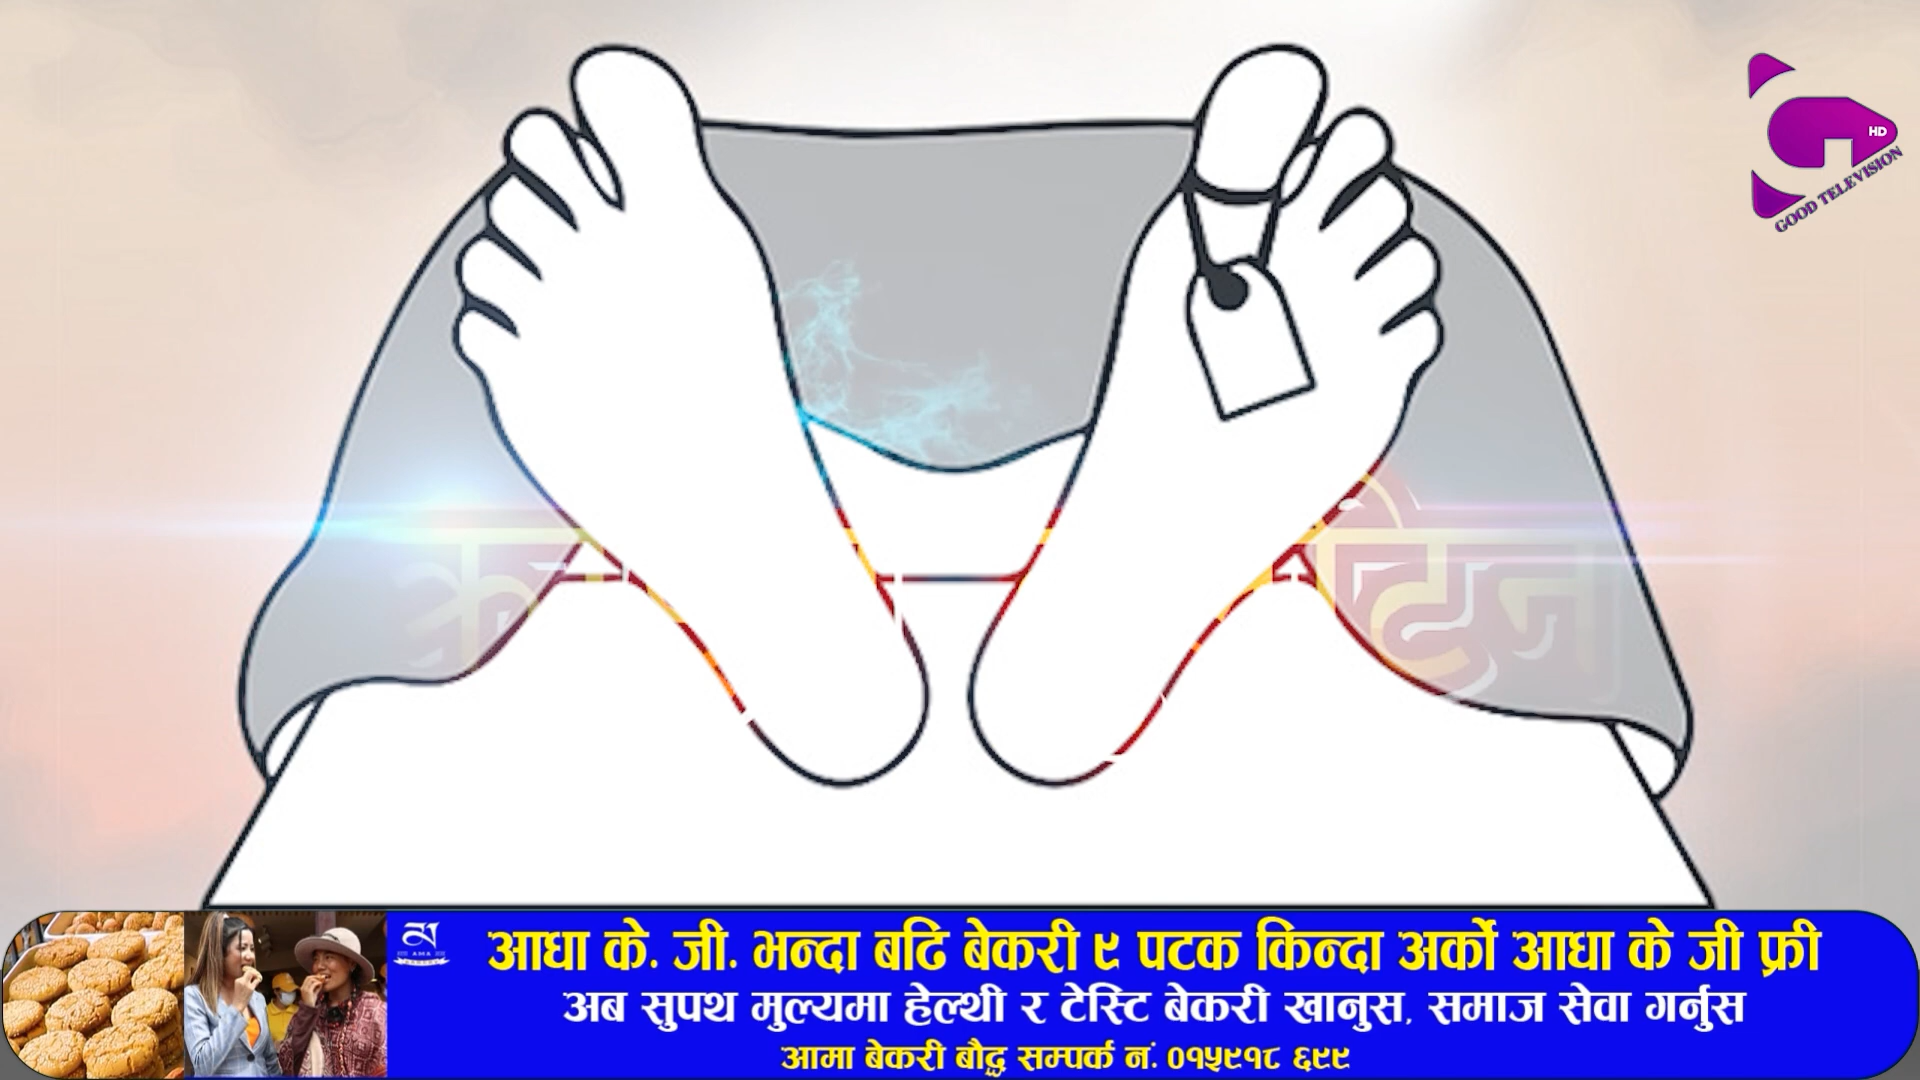 HD
GOOD TELEVISION
आधा के. जी. भन्दा बढि बेकरी ९ पटक किन्दा अर्को आधा के जी फ्री
AMA
अब सुपथ मुल्यमा हेल्थी र टेस्टि बेकरी खानुस, समाज सेवा गर्नुस
आमा बेकरी बौद्ध सम्पर्क नं. ०१५९१८ ६९९